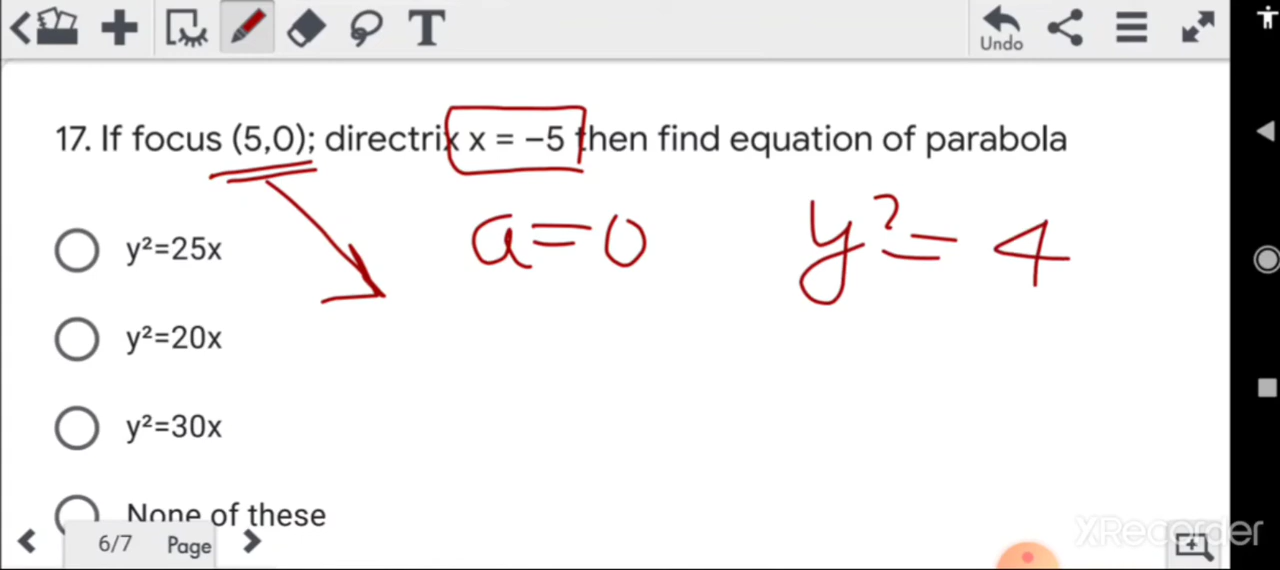 T
Undo
17. If focus (5,0); directrix x = −5 then find equation of parabola
a=0 y²= 4
y²=25x
y²=20x
y²=30x
None of these
6/7 Page
XRecorder